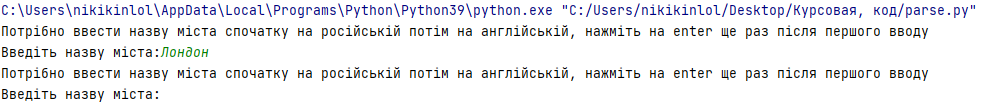 C:\Users\nikikinlol\AppData\Local\Programs\Python\Python39\python.exe "C:/Users/nikikinlol/Desktop/Курсовая, код/parse.py"
Потрібно ввести назву міста спочатку на російській потім на англійській, нажміть на enter ще раз після першого вводу
Введіть назву міста:Лондон
Потрібно ввести назву міста спочатку на російській потім на англійській, нажміть на enter ще раз після першого вводу
Введіть назву міста: